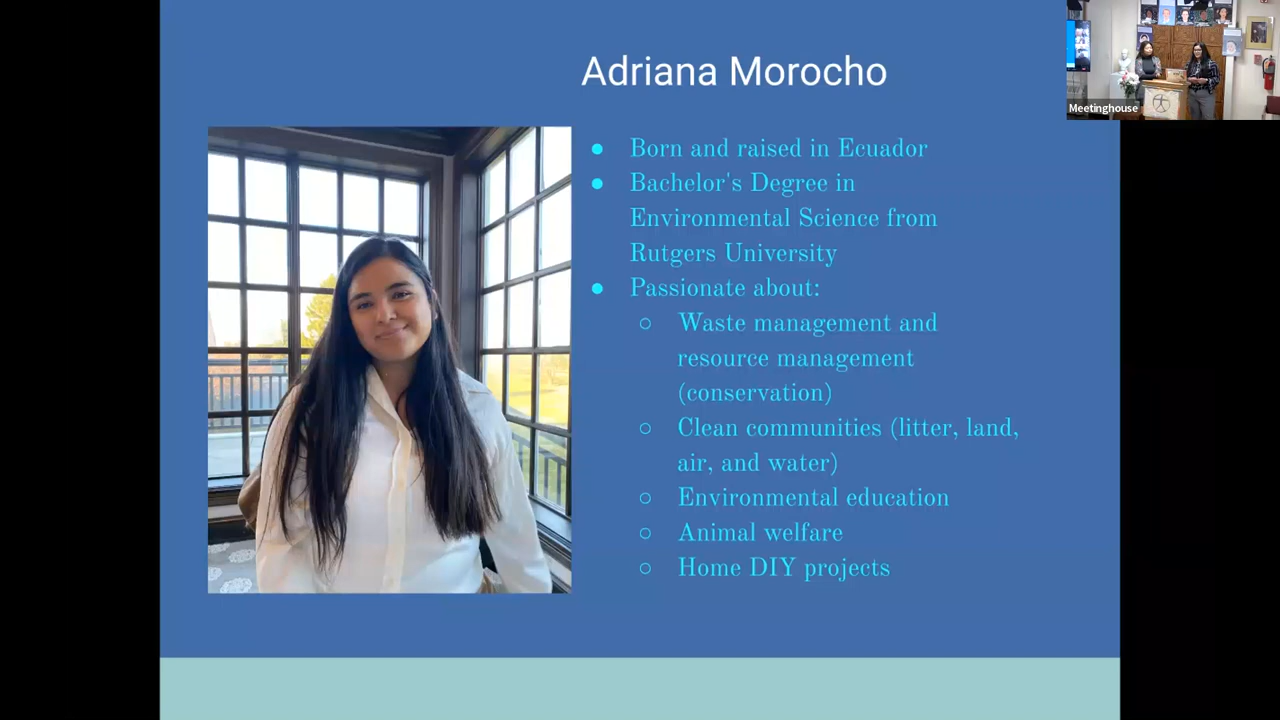 Adriana Morocho
Meetinghouse
● Born and raised in Ecuador
● Bachelor's Degree in
Environmental Science from
Rutgers University
● Passionate about:
○ Waste management and
resource management
(conservation)
○ Clean communities (litter, land,
air, and water)
○ Environmental education
○ Animal welfare
○ Home DIY projects